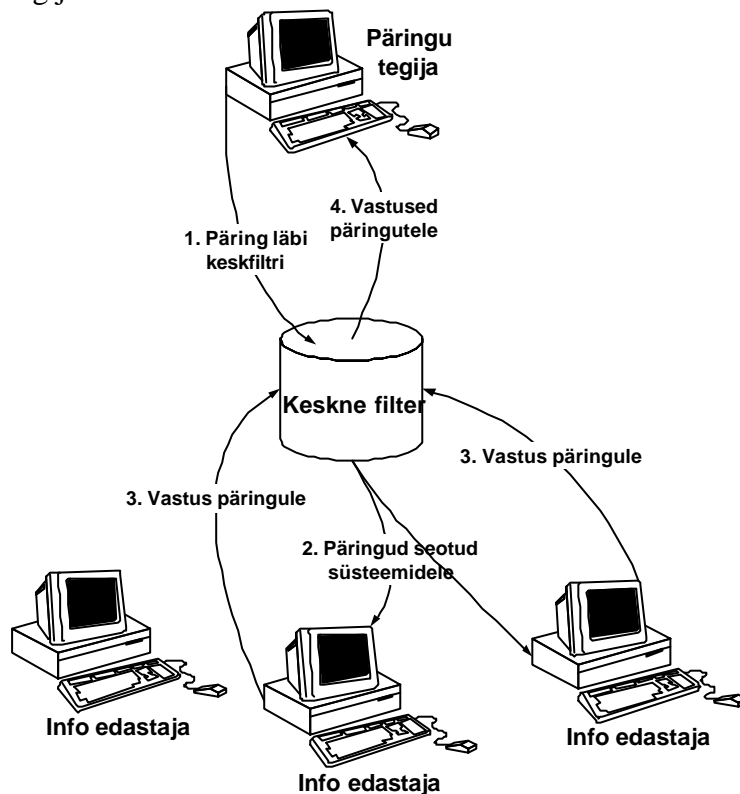 Päringu
tegija
4. Vastused
päringutele
1. Päring läbi
keskfiltri
Keskne filter
3. Vastus päringule
3. Vastus päringule
2. Päringud seotud
süsteemidele
Info edastaja
Info edastaja
Info edastaja